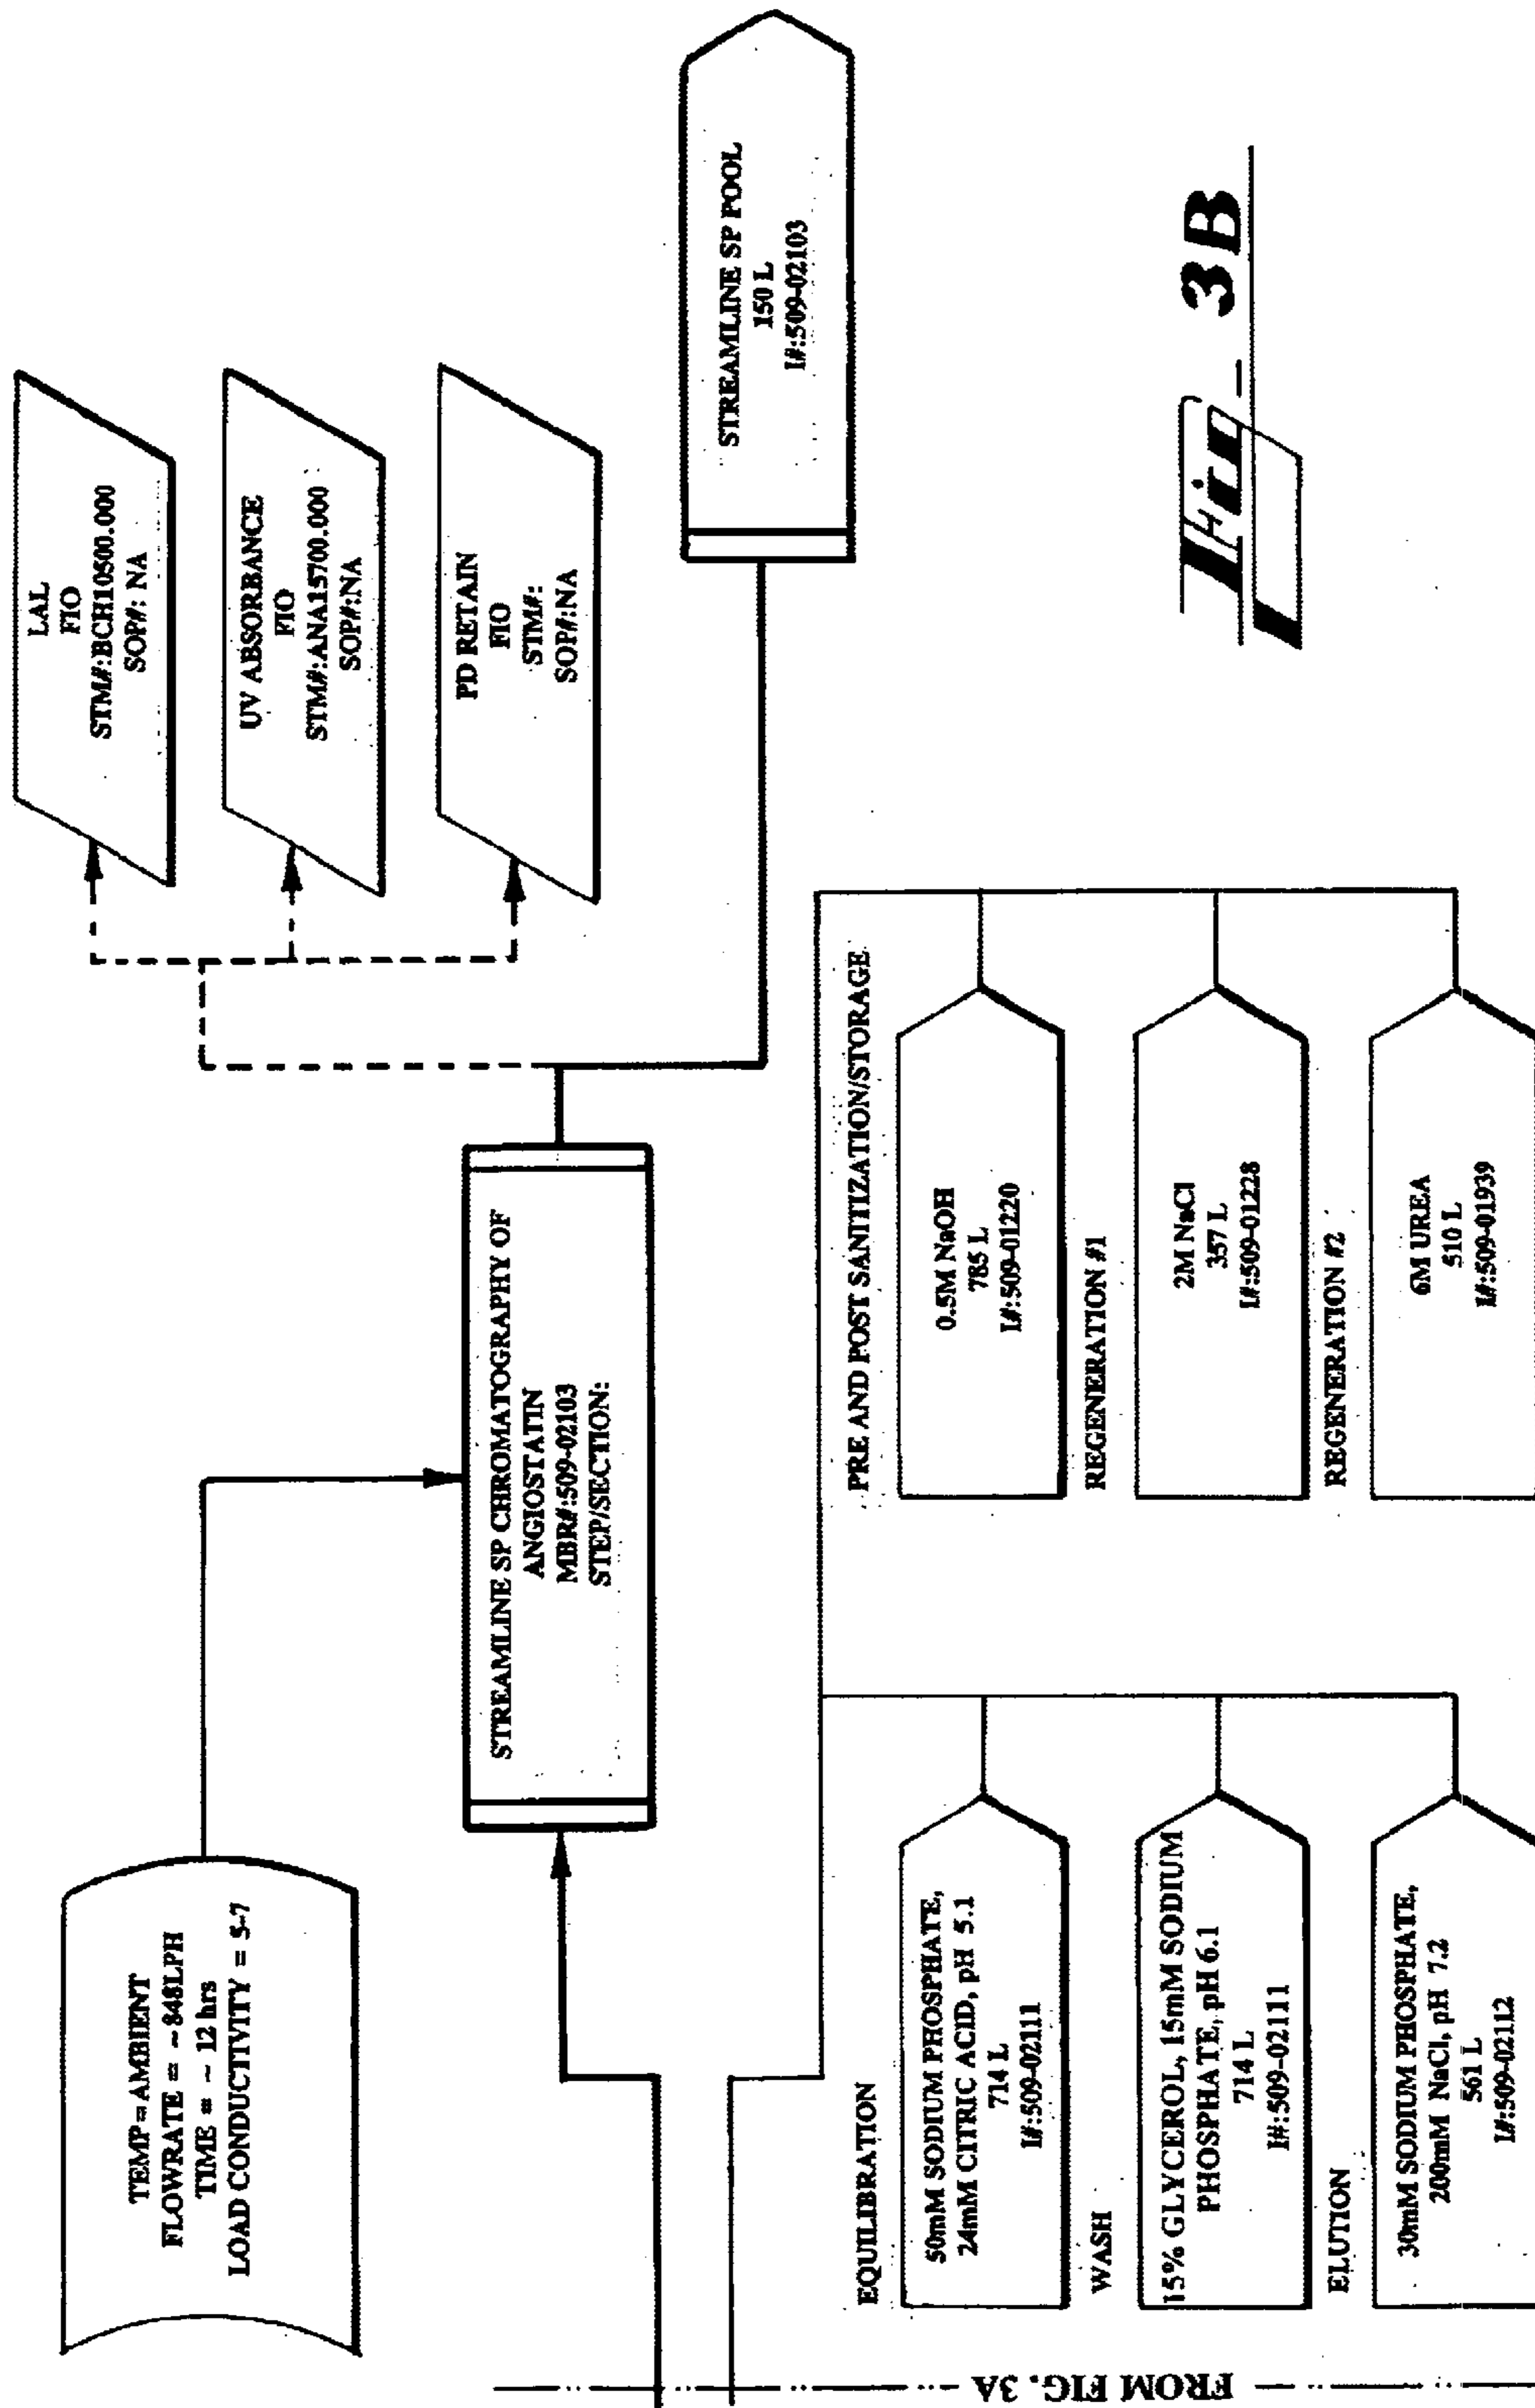 TEMP = AMBIENT
FLOWRATE = ~848LPH
TIME = ~ 12 hrs
LOAD CONDUCTIVITY = 5-7
LAL
FIO
STM#:BCH10500.000
SOP#: NA
UV ABSORBANCE
FIO
STM#:ANA15700.000
SOP#:NA
PD RETAIN
FIO
STM#:
SOP#:NA
STREAMLINE SP CHROMATOGRAPHY OF
ANGIOSTATIN
MBR#:509-02103
STEP/SECTION:
STREAMLINE SP POOL
150 L
I#:509-02103
EQUILIBRATION
50mM SODIUM PHOSPHATE,
24mM CITRIC ACID, pH 5.1
714 L
I#:509-02111
WASH
15% GLYCEROL, 15mM SODIUM
PHOSPHATE, pH 6.1
714 L
I#:509-02111
ELUTION
30mM SODIUM PHOSPHATE,
200mM NaCl, pH 7.2
561 L
I#:509-02112
PRE AND POST SANITIZATION/STORAGE
0.5M NaOH
785 L
I#:509-01220
REGENERATION #1
2M NaCl
357 L
I#:509-01228
REGENERATION #2
6M UREA
510 L
I#:509-01939
FROM FIG. 3A
Fig_ 3B